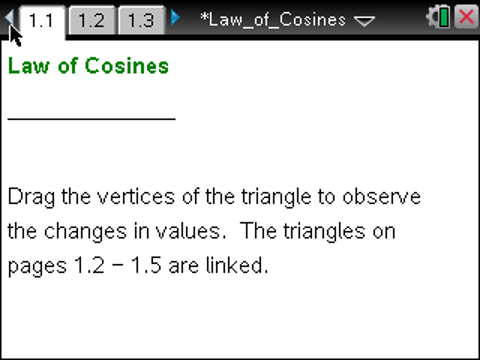 1.1 1.2 1.3 *Law_of_Cosines
Law of Cosines
Drag the vertices of the triangle to observe
the changes in values. The triangles on
pages 1.2 – 1.5 are linked.